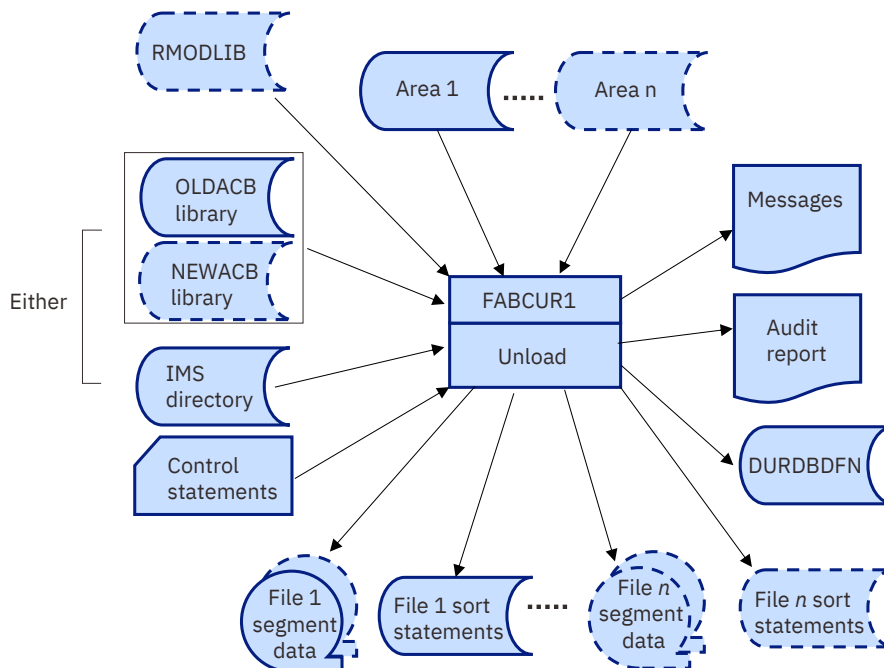 RMODLIB
Area 1
Area n
OLDACB
library
NEWACB
library
Either
IMS
directory
Control
statements
FABCUR1
Unload
Messages
Audit
report
DURDBDFN
File 1
segment
data
File 1 sort
statements
File n
segment
data
File n sort
statements